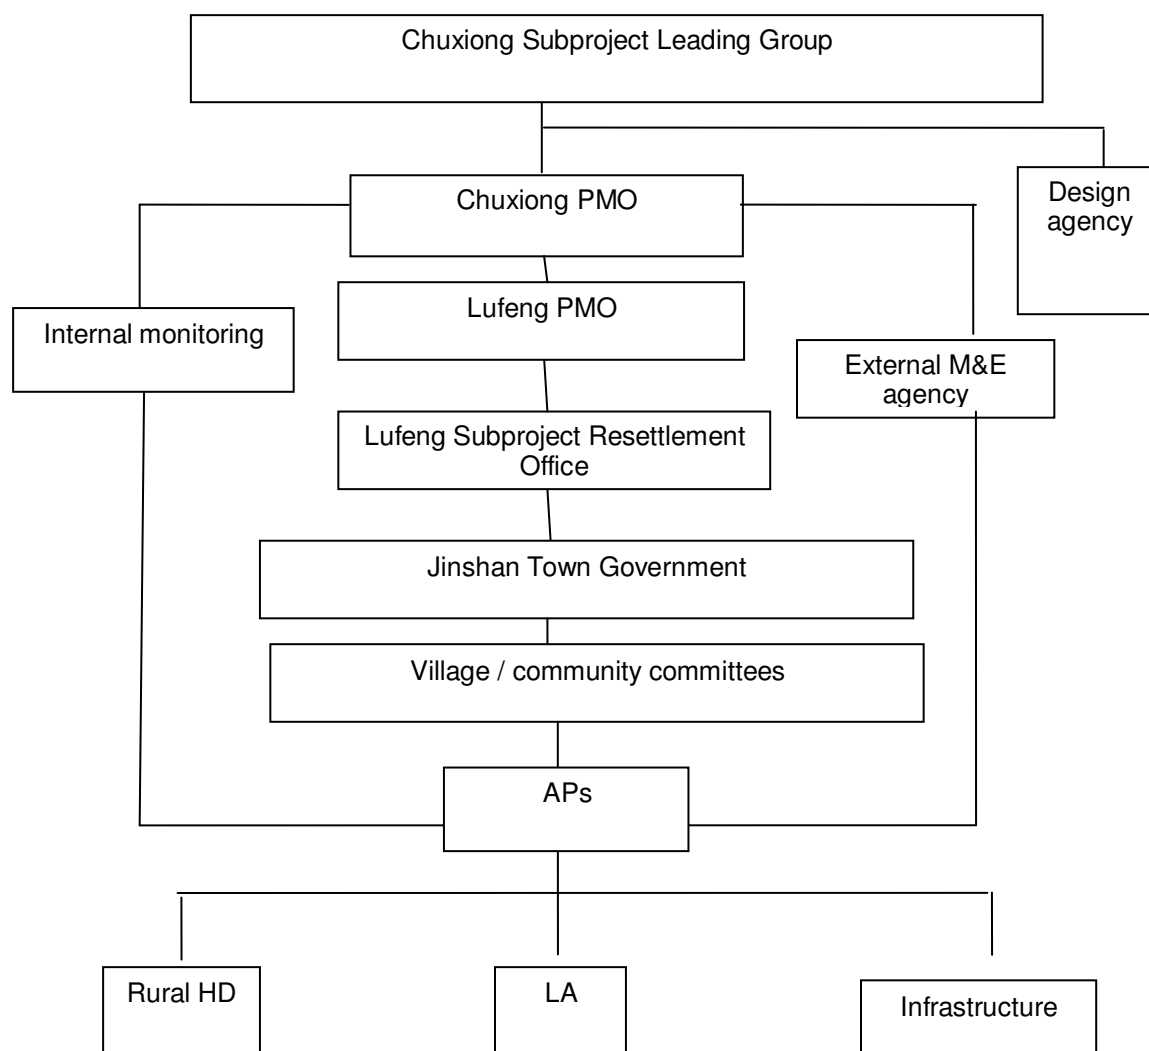 Chuxiong Subproject Leading Group
Chuxiong PMO
Design
agency
Lufeng PMO
Internal monitoring
External M&E
agency
Lufeng Subproject Resettlement
Office
Jinshan Town Government
Village / community committees
APs
Rural HD
LA
Infrastructure